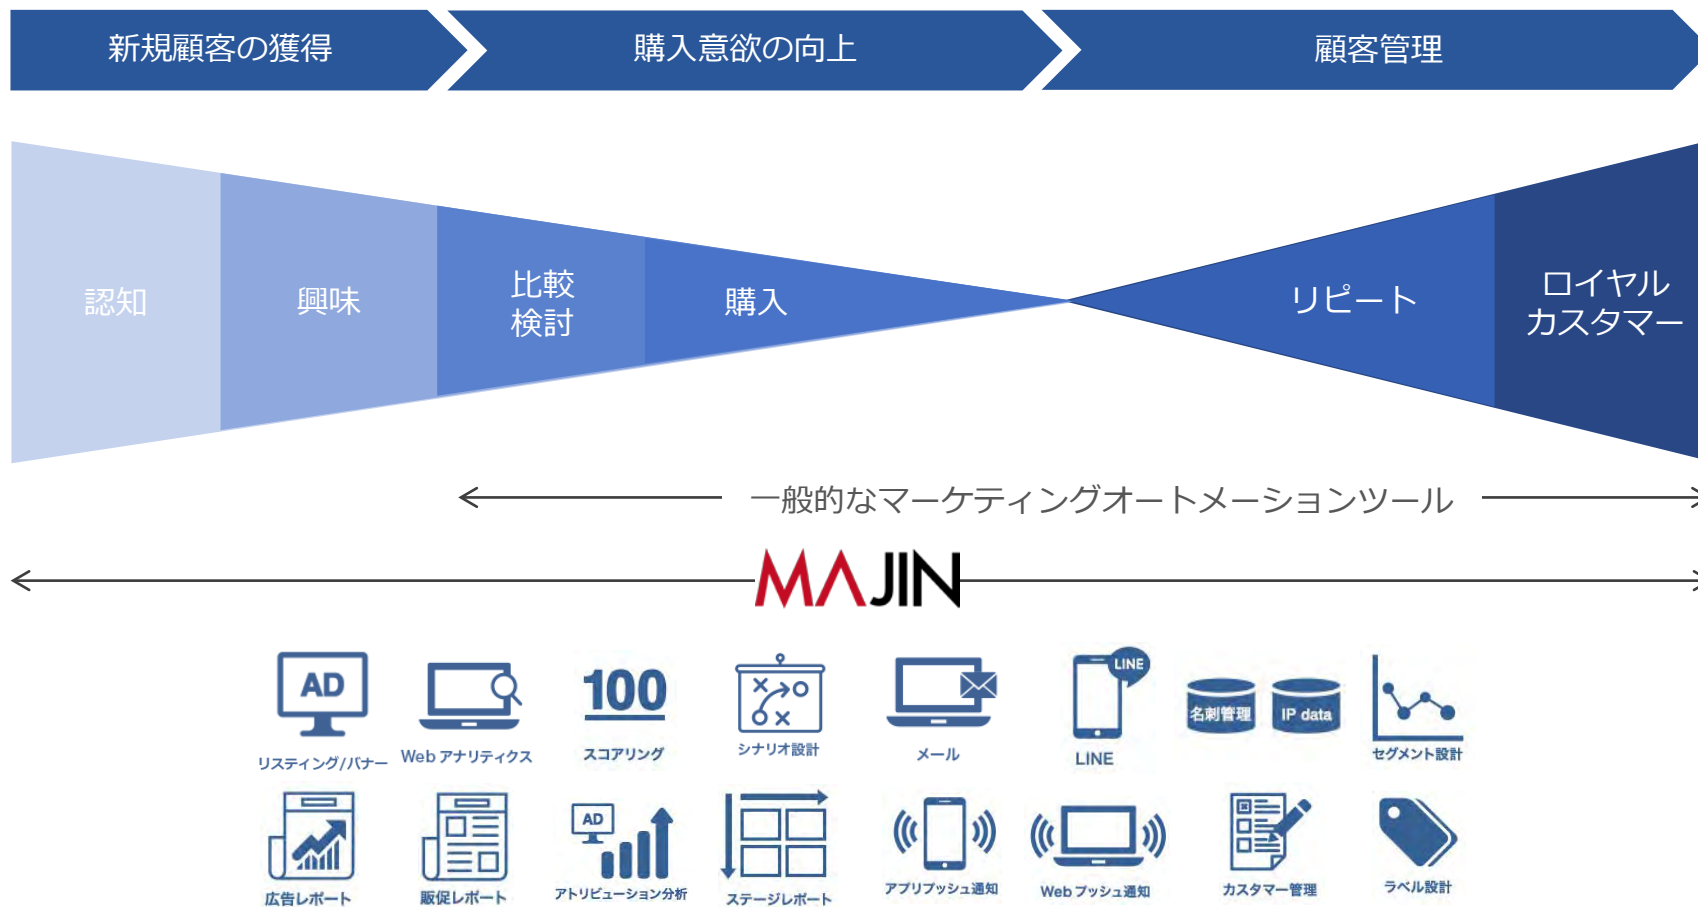 新規顧客の獲得
購入意欲の向上
顧客管理
認知
興味
比較
検討
購入
リピート
ロイヤル
カスタマー
一般的なマーケティングオートメーションツール
MAJIN
AD
リスティング/バナー
Web アナリティクス
100
スコアリング
シナリオ設計
メール
LINE
LINE
名刺管理
IP data
セグメント設計
広告レポート
販促レポート
AD
アトリビューション分析
ステージレポート
アプリプッシュ通知
Web プッシュ通知
カスタマー管理
ラベル設計